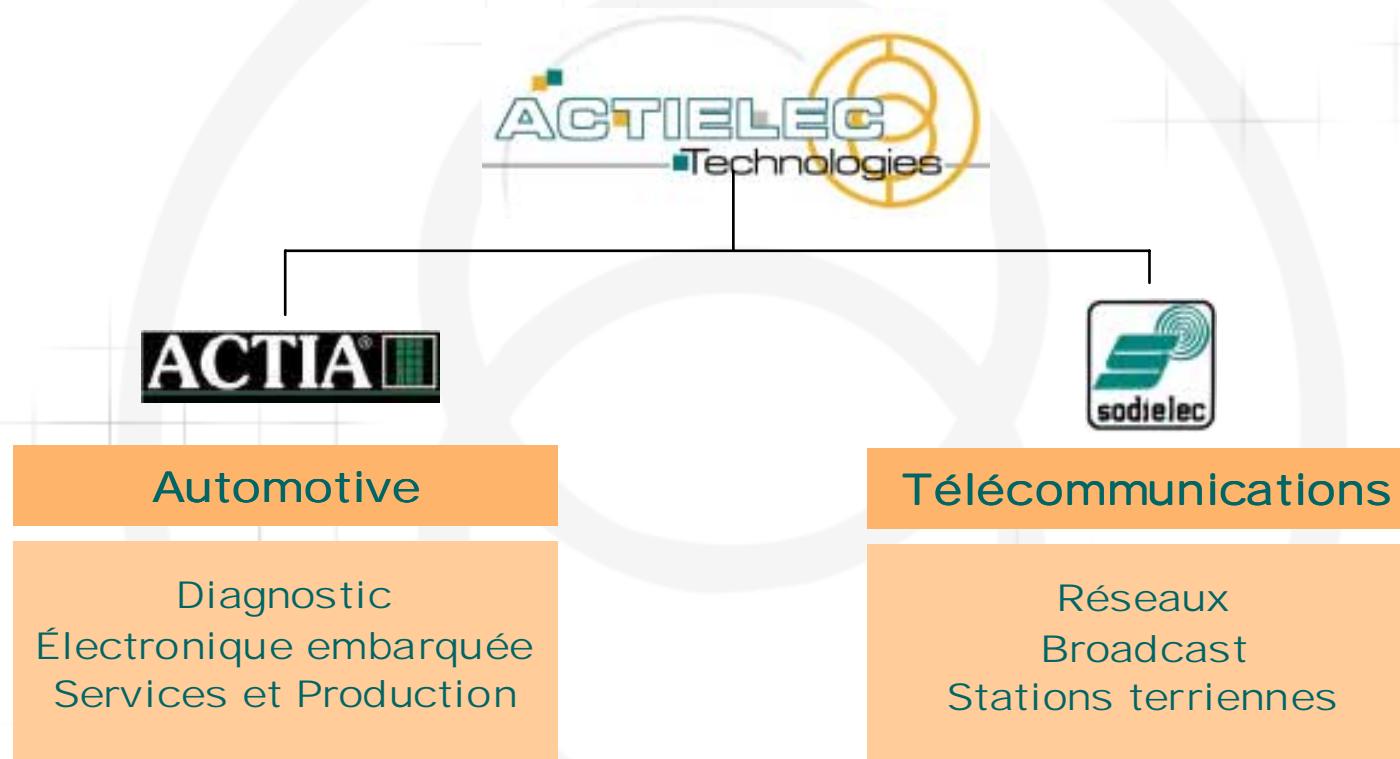 ACTIELEC
Technologies
ACTIA®
sodielec
Automotive
Télécommunications
Diagnostic
Électronique embarquée
Services et Production
Réseaux
Broadcast
Stations terriennes